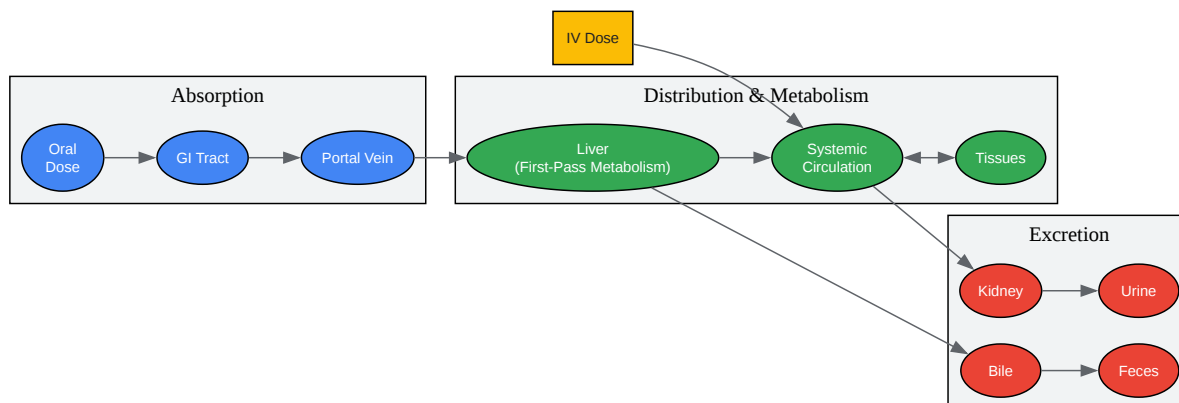 IV Dose
Absorption
Distribution & Metabolism
Oral
Dose
GI Tract
Portal Vein
Liver
(First-Pass Metabolism)
Systemic
Circulation
Tissues
Excretion
Kidney
Urine
Bile
Feces